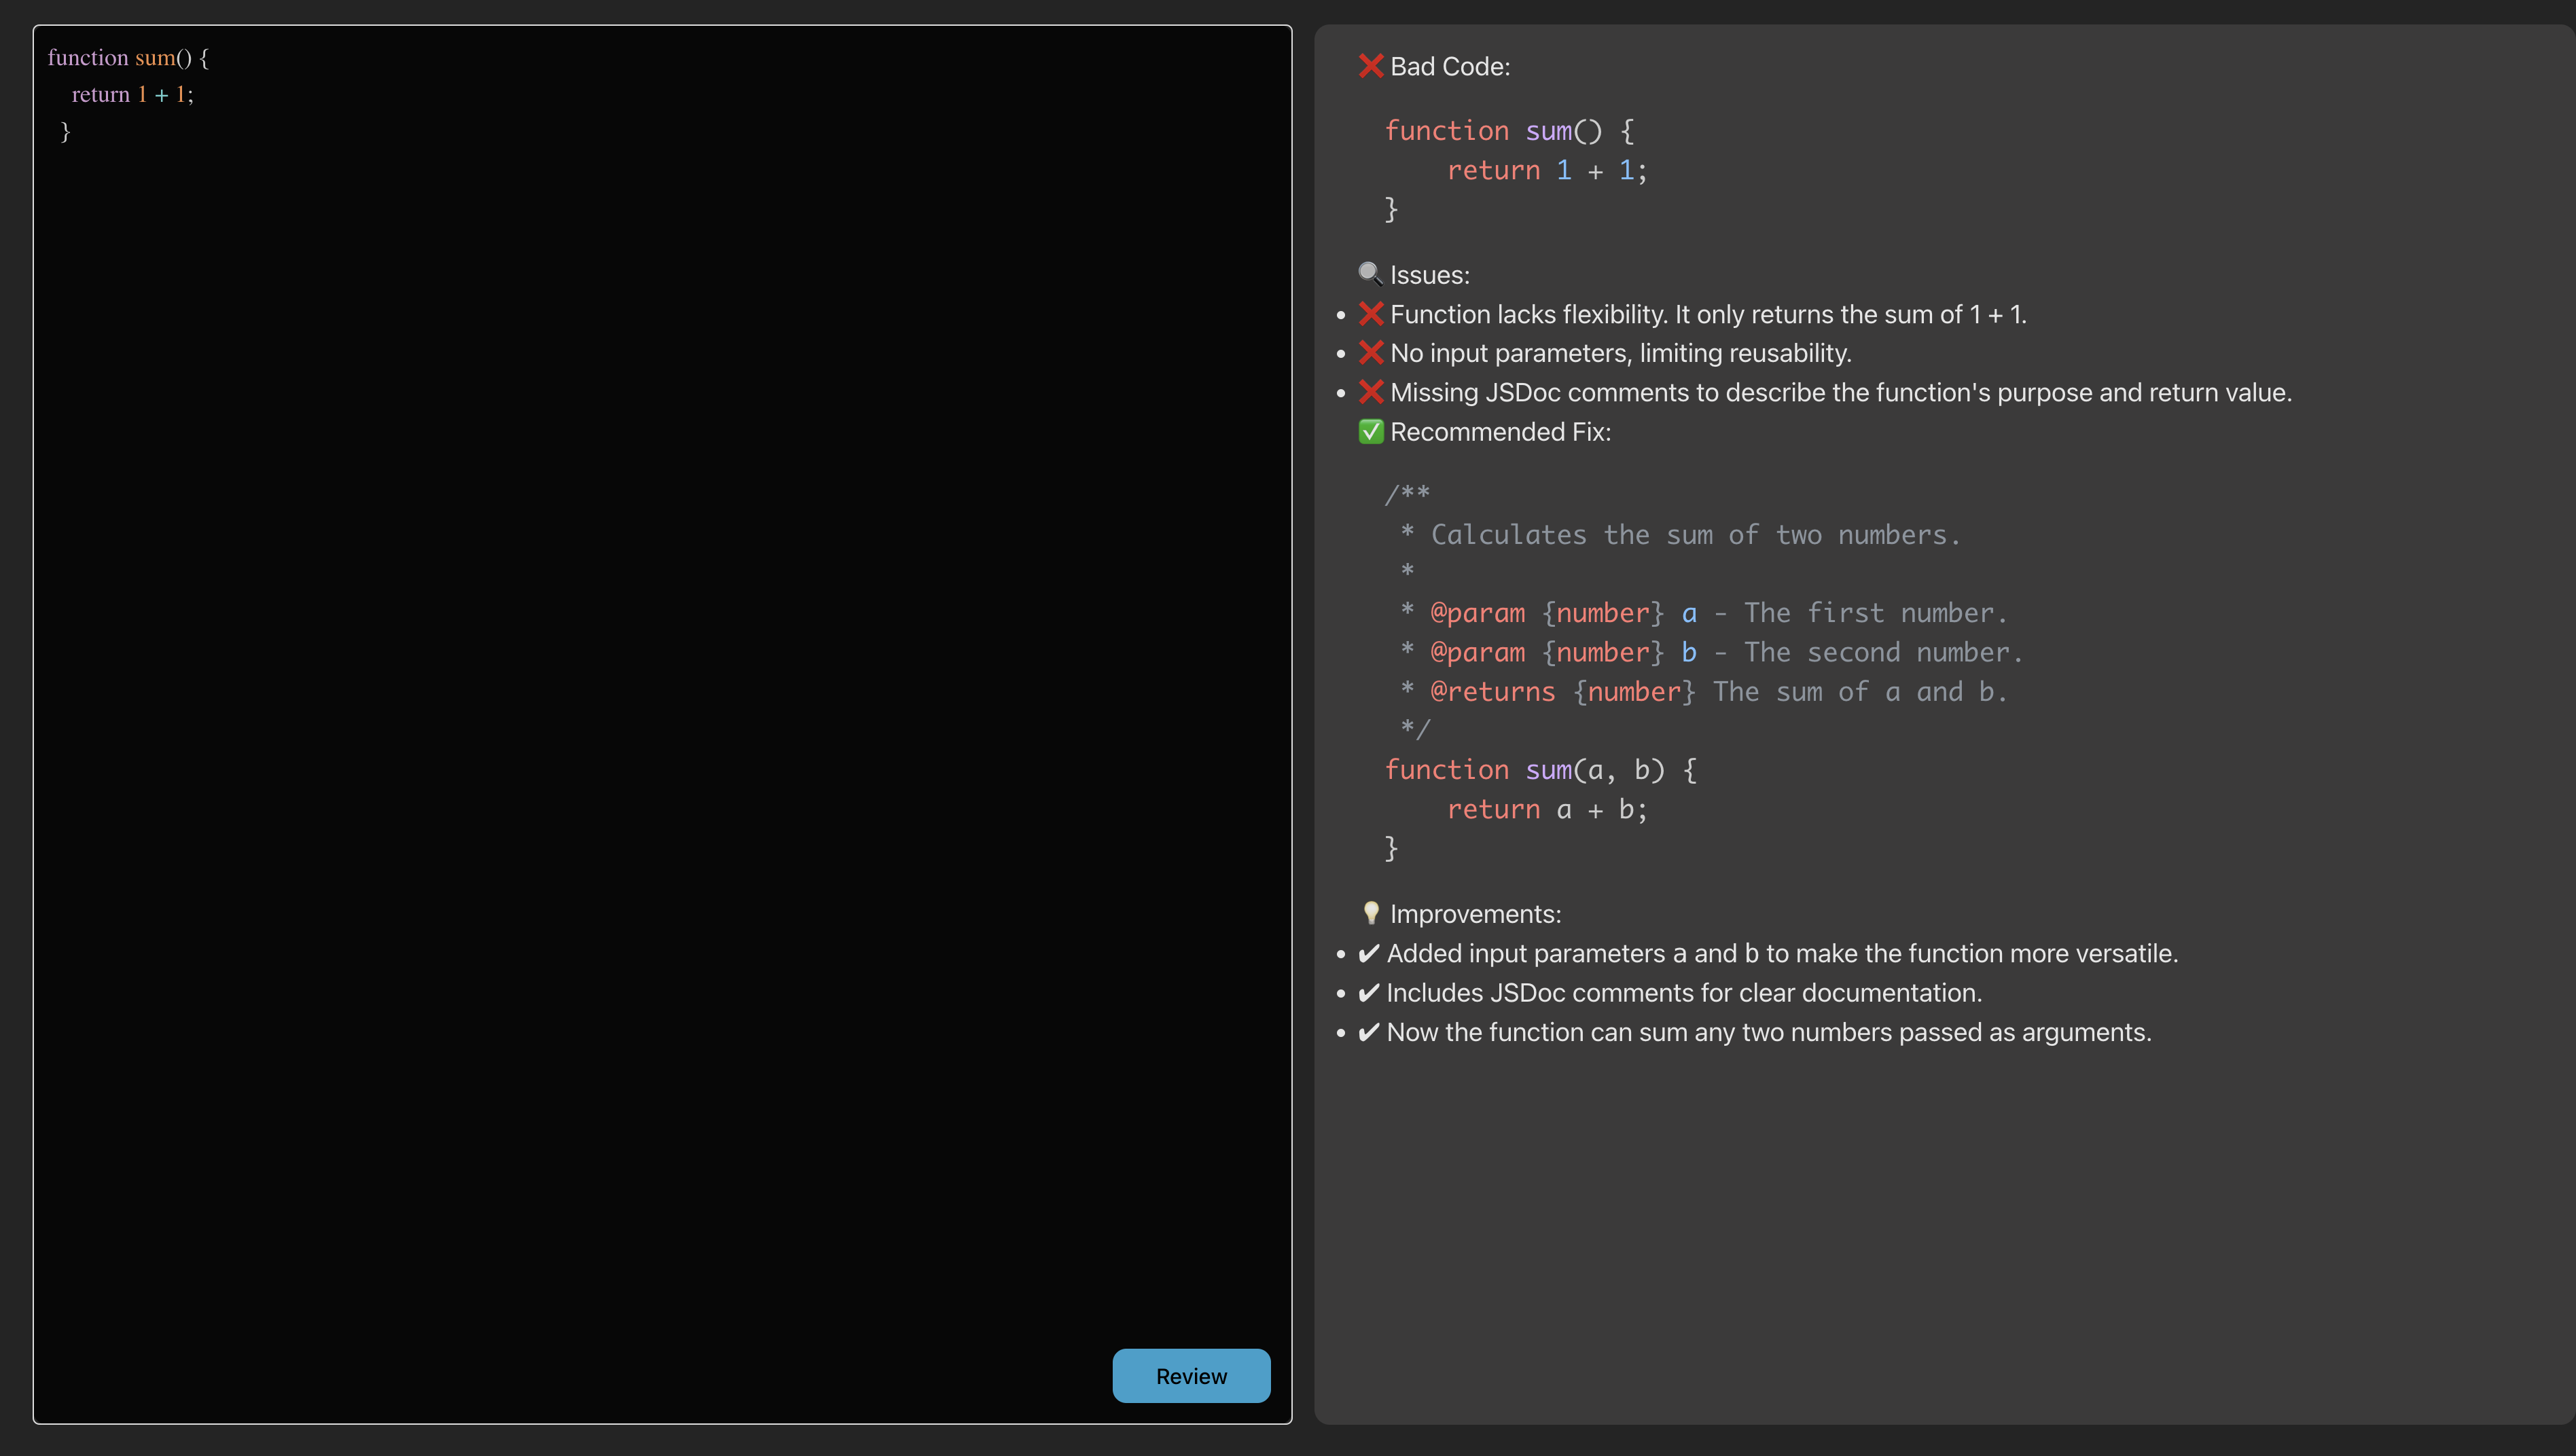 function sum() {
    return 1 + 1;
  }
Review
❌ Bad Code:
function sum() {
    return 1 + 1;
}
🔍 Issues:
• ❌ Function lacks flexibility. It only returns the sum of 1 + 1.
• ❌ No input parameters, limiting reusability.
• ❌ Missing JSDoc comments to describe the function's purpose and return value.
✅ Recommended Fix:
/**
 * Calculates the sum of two numbers.
 *
 * @param {number} a - The first number.
 * @param {number} b - The second number.
 * @returns {number} The sum of a and b.
 */
function sum(a, b) {
    return a + b;
}
💡 Improvements:
• ✔ Added input parameters a and b to make the function more versatile.
• ✔ Includes JSDoc comments for clear documentation.
• ✔ Now the function can sum any two numbers passed as arguments.